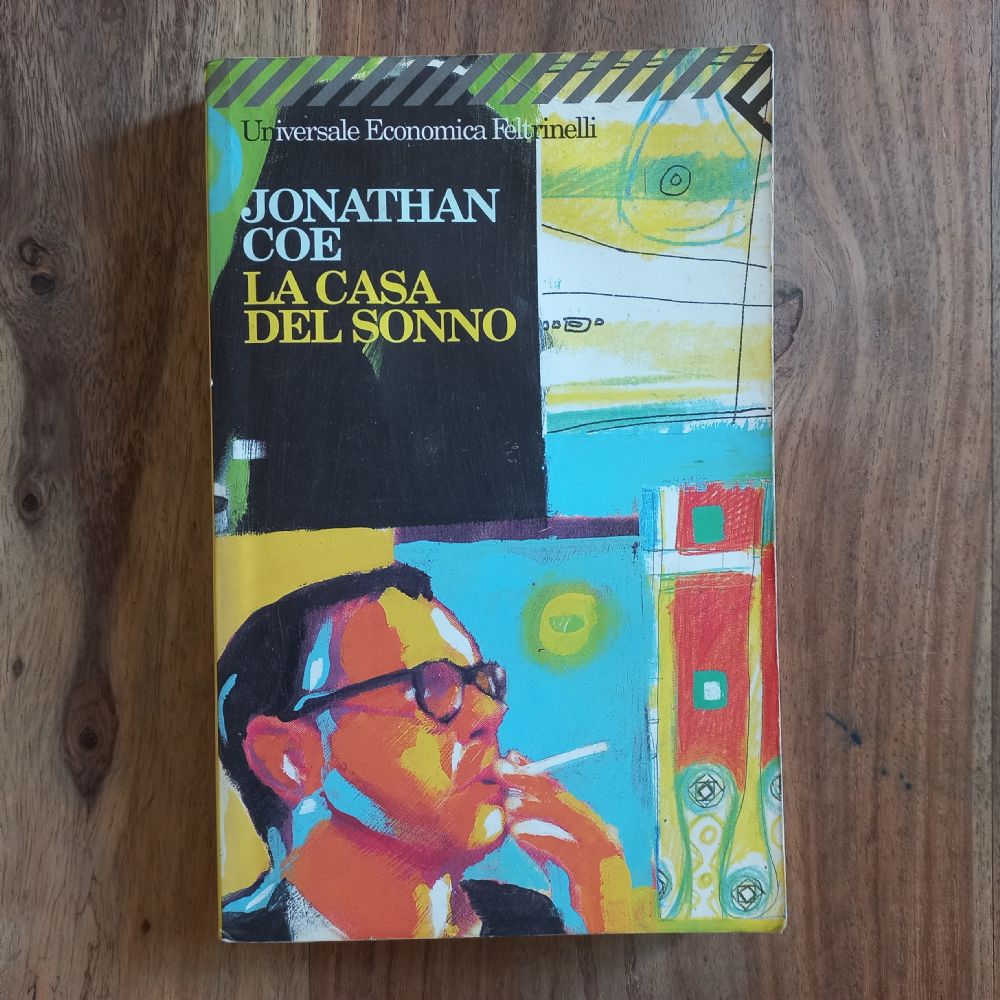 Universale Economica Feltrinelli
JONATHAN
COE
LA CASA
DEL SONNO